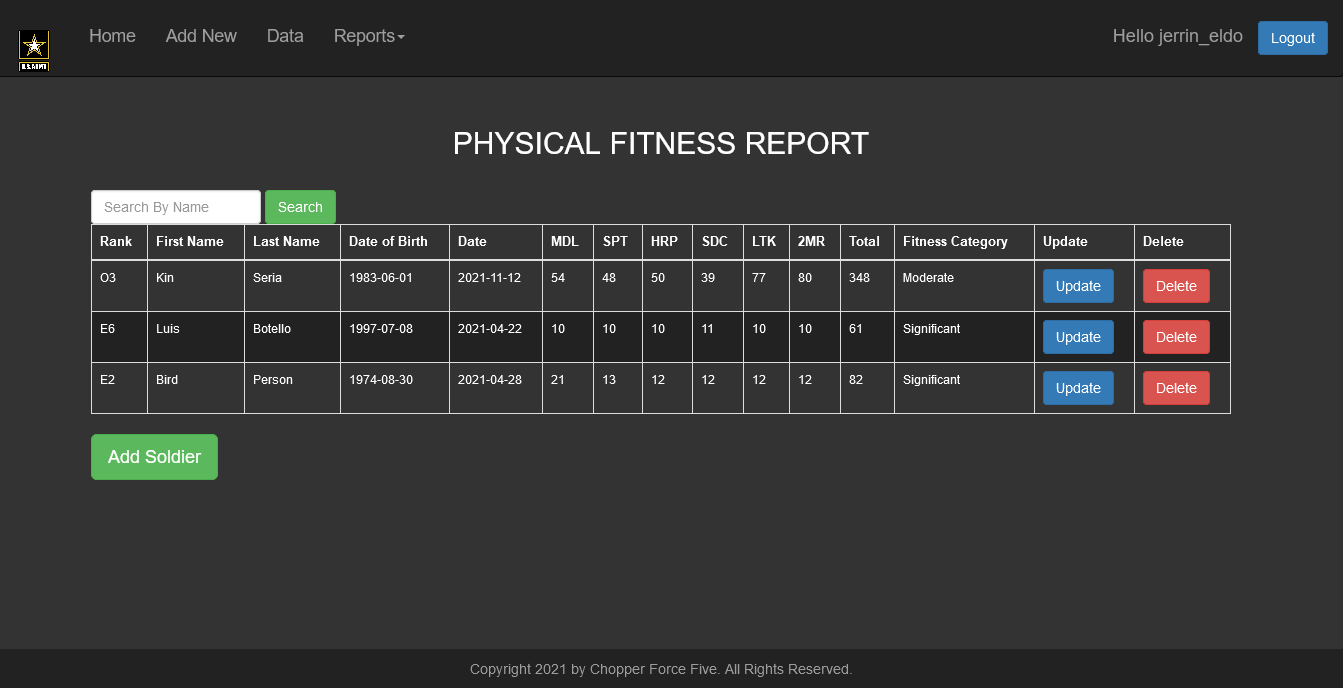 Home Add New Data Reports Hello jerrin_eldo Logout
U.S.ARMY
PHYSICAL FITNESS REPORT
Search By Name Search
Rank First Name Last Name Date of Birth Date MDL SPT HRP SDC LTK 2MR Total Fitness Category Update Delete
O3 Kin Seria 1983-06-01 2021-11-12 54 48 50 39 77 80 348 Moderate Update Delete
E6 Luis Botello 1997-07-08 2021-04-22 10 10 10 11 10 10 61 Significant Update Delete
E2 Bird Person 1974-08-30 2021-04-28 21 13 12 12 12 12 82 Significant Update Delete
Add Soldier
Copyright 2021 by Chopper Force Five. All Rights Reserved.